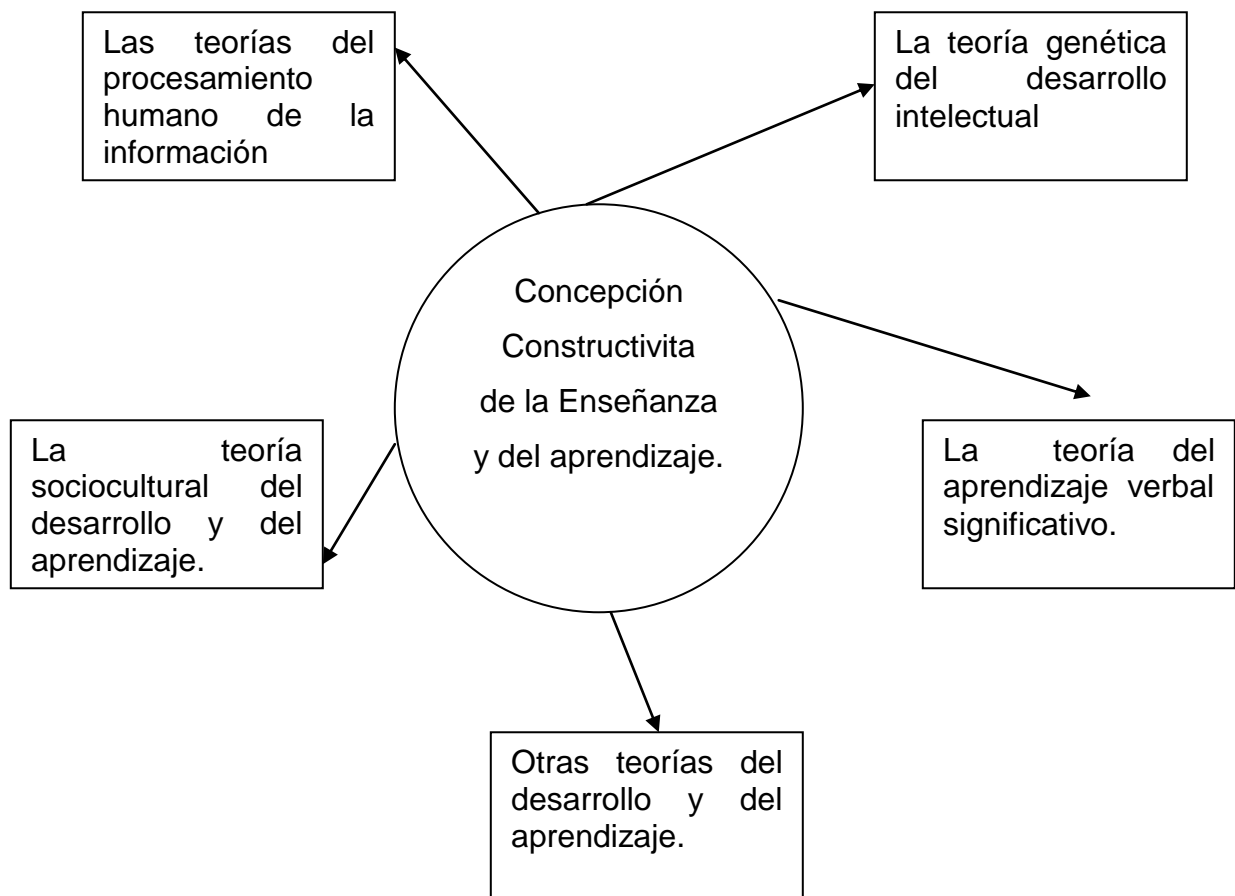 Las teorías del
procesamiento
humano de la
información
La teoría genética
del desarrollo
intelectual
Concepción
Constructivita
de la Enseñanza
y del aprendizaje.
La teoría
sociocultural del
desarrollo y del
aprendizaje.
La teoría del
aprendizaje verbal
significativo.
Otras teorías del
desarrollo y del
aprendizaje.